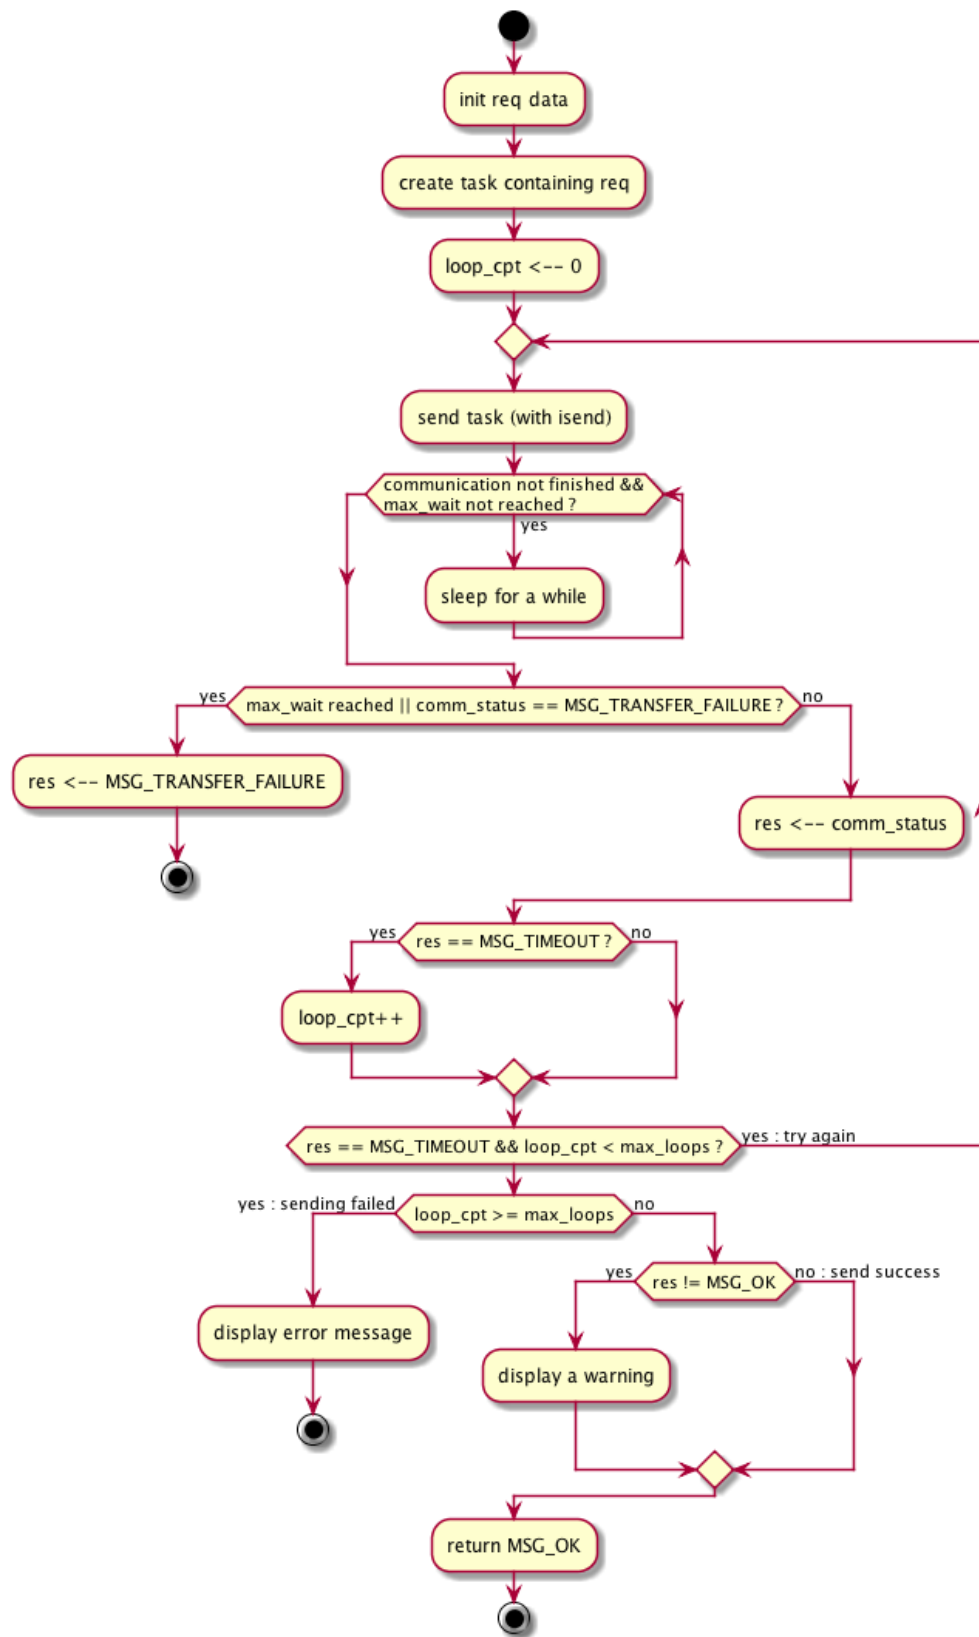 init req data
create task containing req
loop_cpt <-- 0
send task (with isend)
communication not finished &&
max_wait not reached ?
yes
sleep for a while
yes
max_wait reached || comm_status == MSG_TRANSFER_FAILURE ?
no
res <-- MSG_TRANSFER_FAILURE
res <-- comm_status
yes
res == MSG_TIMEOUT ?
no
loop_cpt++
res == MSG_TIMEOUT && loop_cpt < max_loops ?
yes : try again
yes : sending failed
loop_cpt >= max_loops
no
yes
res != MSG_OK
no : send success
display error message
display a warning
return MSG_OK